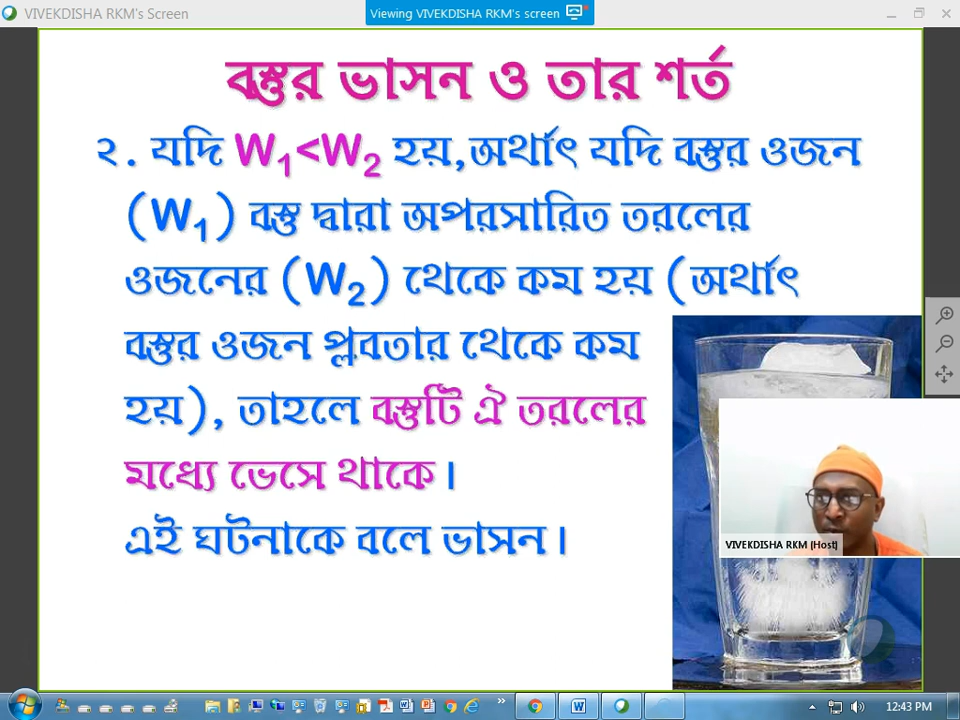 VIVEKDISHA RKM's Screen
Viewing VIVEKDISHA RKM's screen
বস্তুর ভাসন ও তার শর্ত
২. যদি W₁<W₂ হয়,অর্থাৎ যদি বস্তুর ওজন
(W₁) বস্তু দ্বারা অপরসারিত তরলের
ওজনের (W₂) থেকে কম হয় (অর্থাৎ
বস্তুর ওজন প্লবতার থেকে কম
হয়), তাহলে বস্তুটি ঐ তরলের
মধ্যে ভেসে থাকে।
এই ঘটনাকে বলে ভাসন।
VIVEKDISHA RKM (Host)
12:43 PM